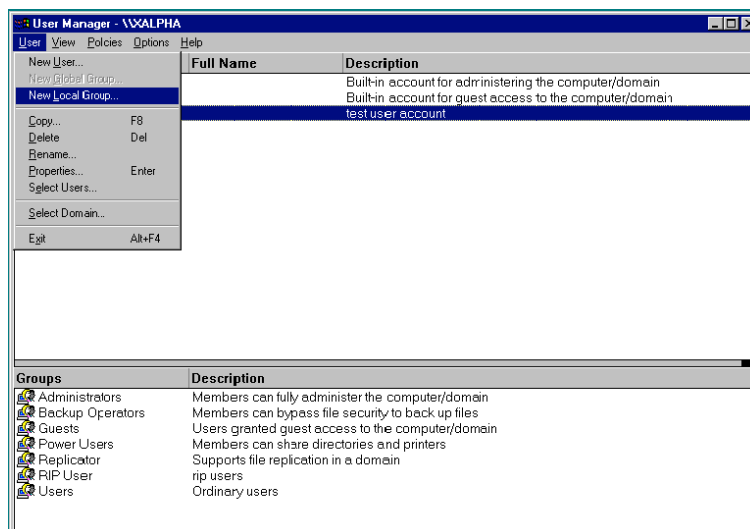 User Manager - \\XALPHA
User View Polcies Options Help
New User...
New Global Group...
New Local Group...
Copy... F8
Delete Del
Rename...
Properties... Enter
Select Users...
Select Domain...
Exit Alt+F4
Full Name Description
Built-in account for administering the computer/domain
Built-in account for guest access to the computer/domain
test user account
Groups Description
Administrators Members can fully administer the computer/domain
Backup Operators Members can bypass file security to back up files
Guests Users granted guest access to the computer/domain
Power Users Members can share directories and printers
Replicator Supports file replication in a domain
RIP User rip users
Users Ordinary users